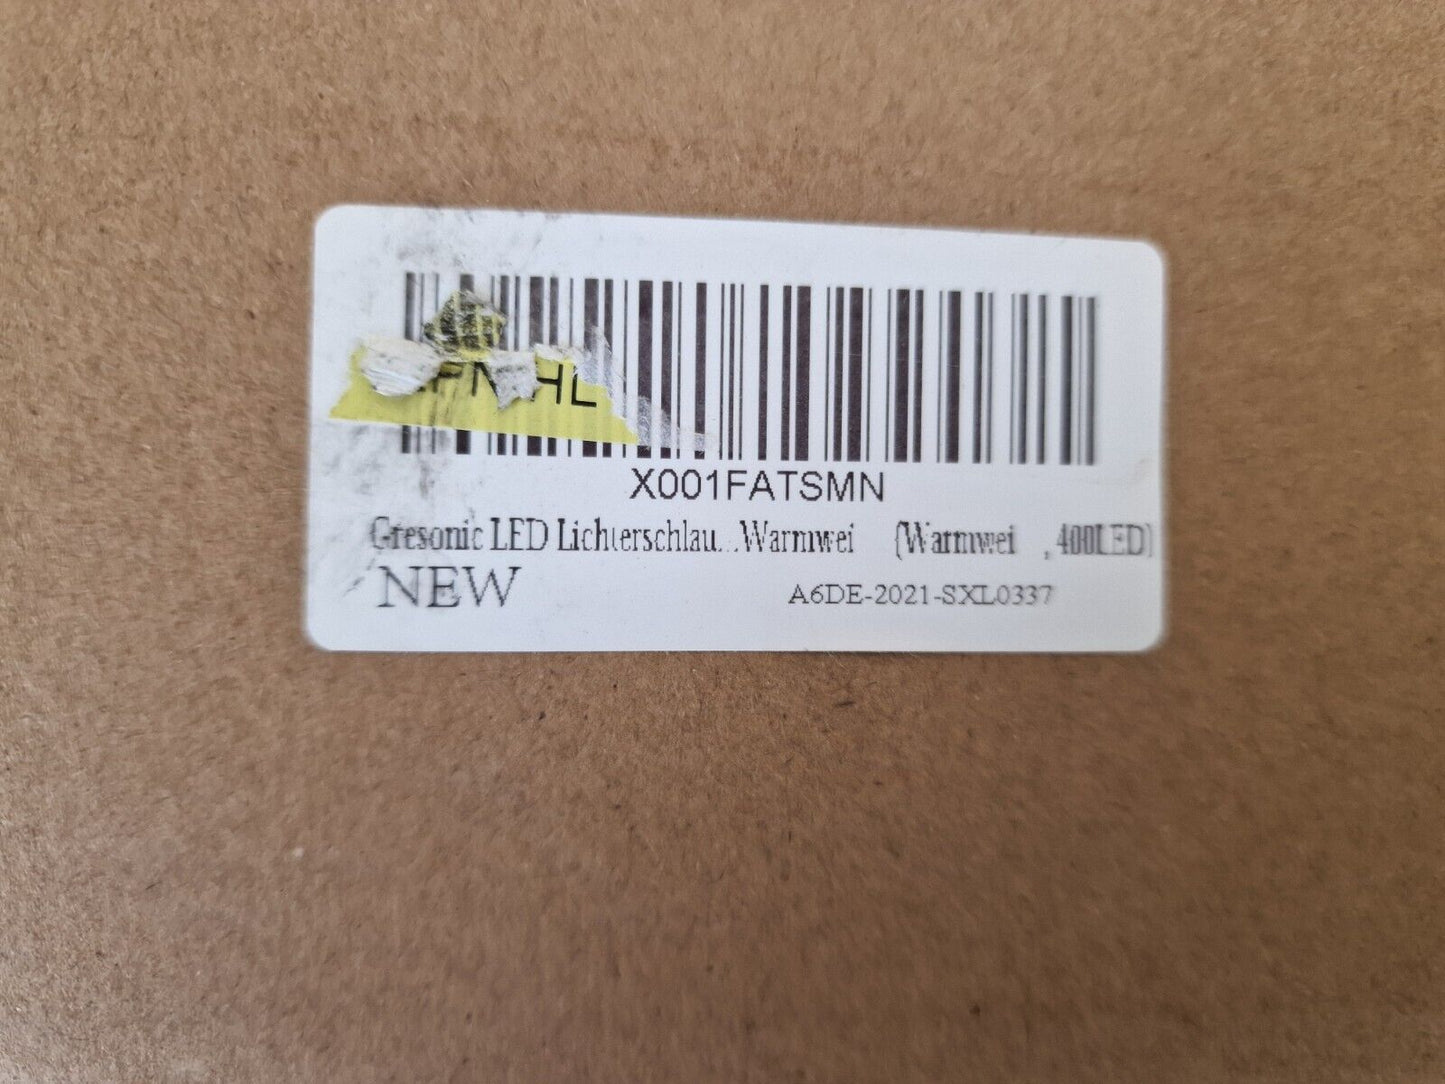 X001FATSMN
Gresonic LED Lichterschlau...Warmwei (Warmwei ,400LED)
NEW A6DE-2021-SXL0337